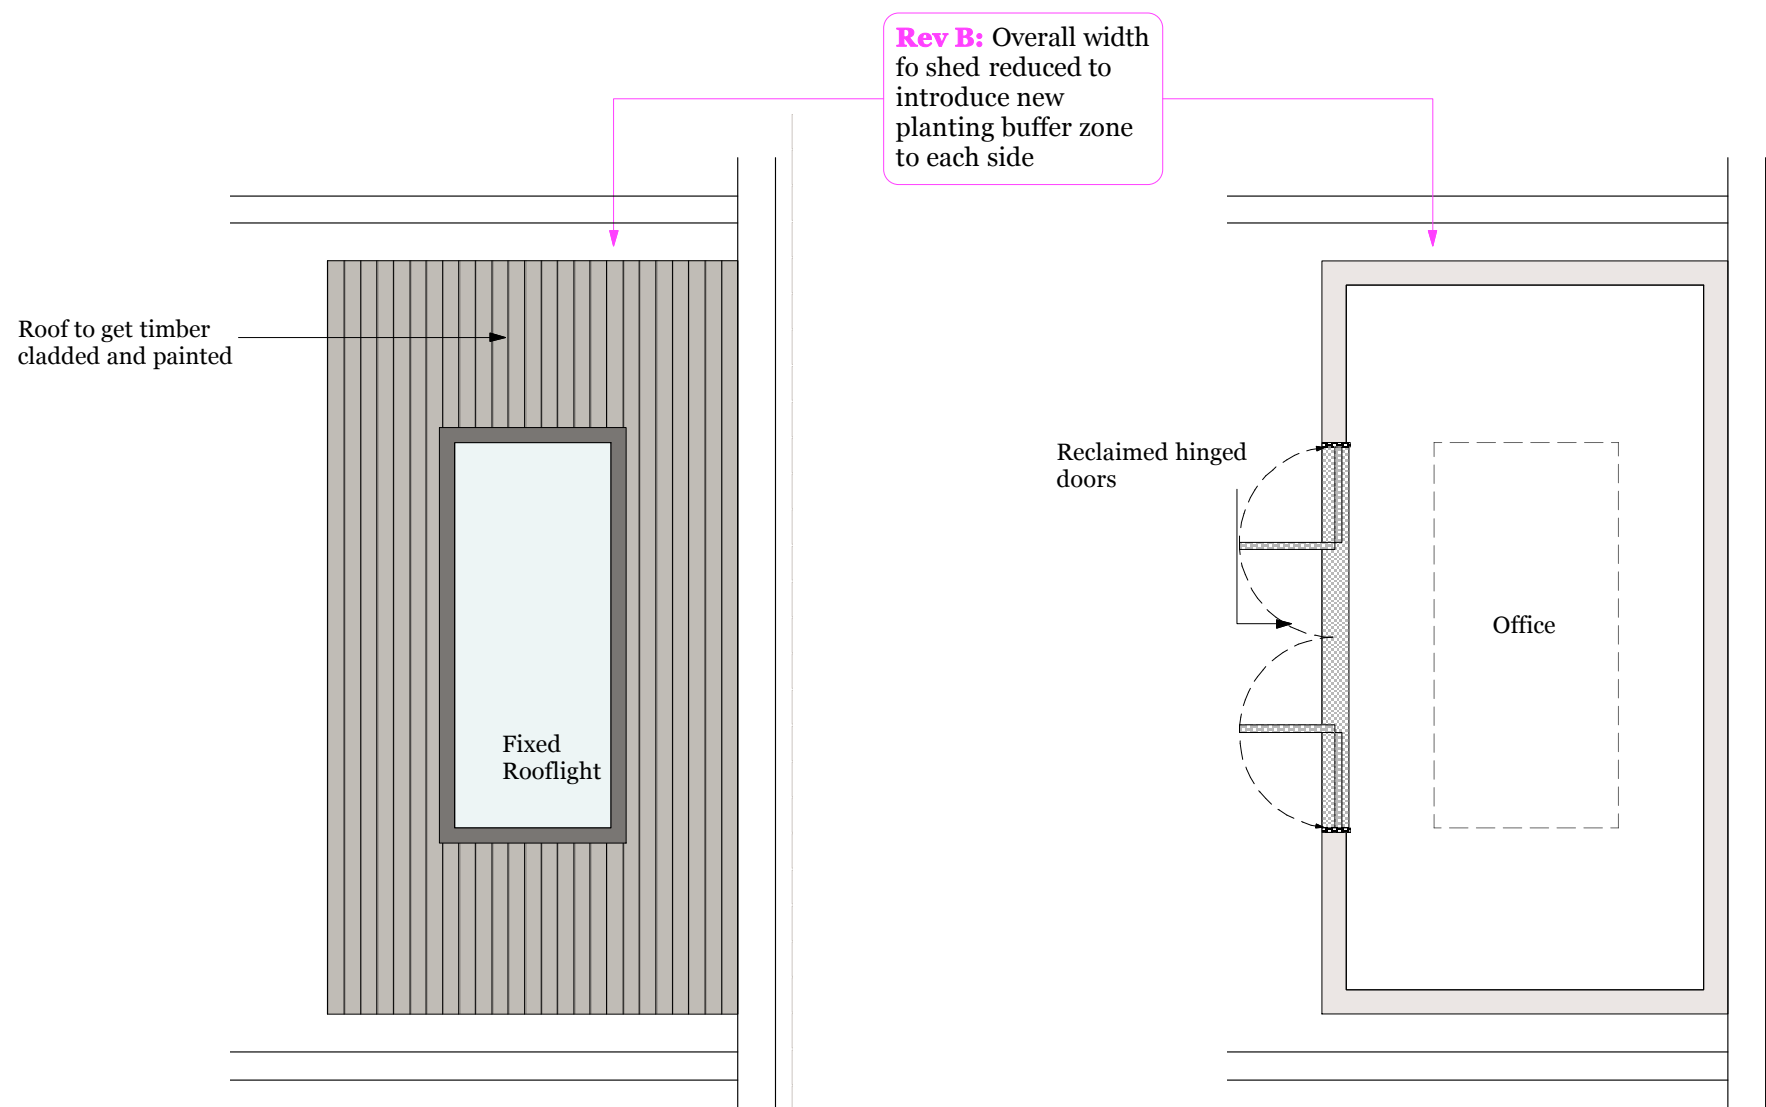 Rev B: Overall width
fo shed reduced to
introduce new
planting buffer zone
to each side
Roof to get timber
cladded and painted
Fixed
Rooflight
Reclaimed hinged
doors
Office